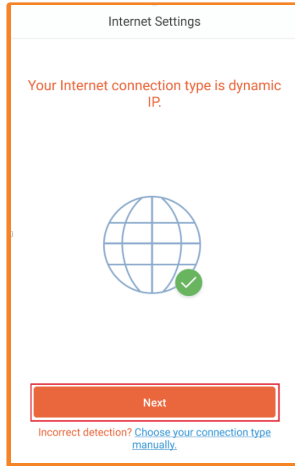 Internet Settings
Your Internet connection type is dynamic
IP.
Next
Incorrect detection? Choose your connection type
manually.